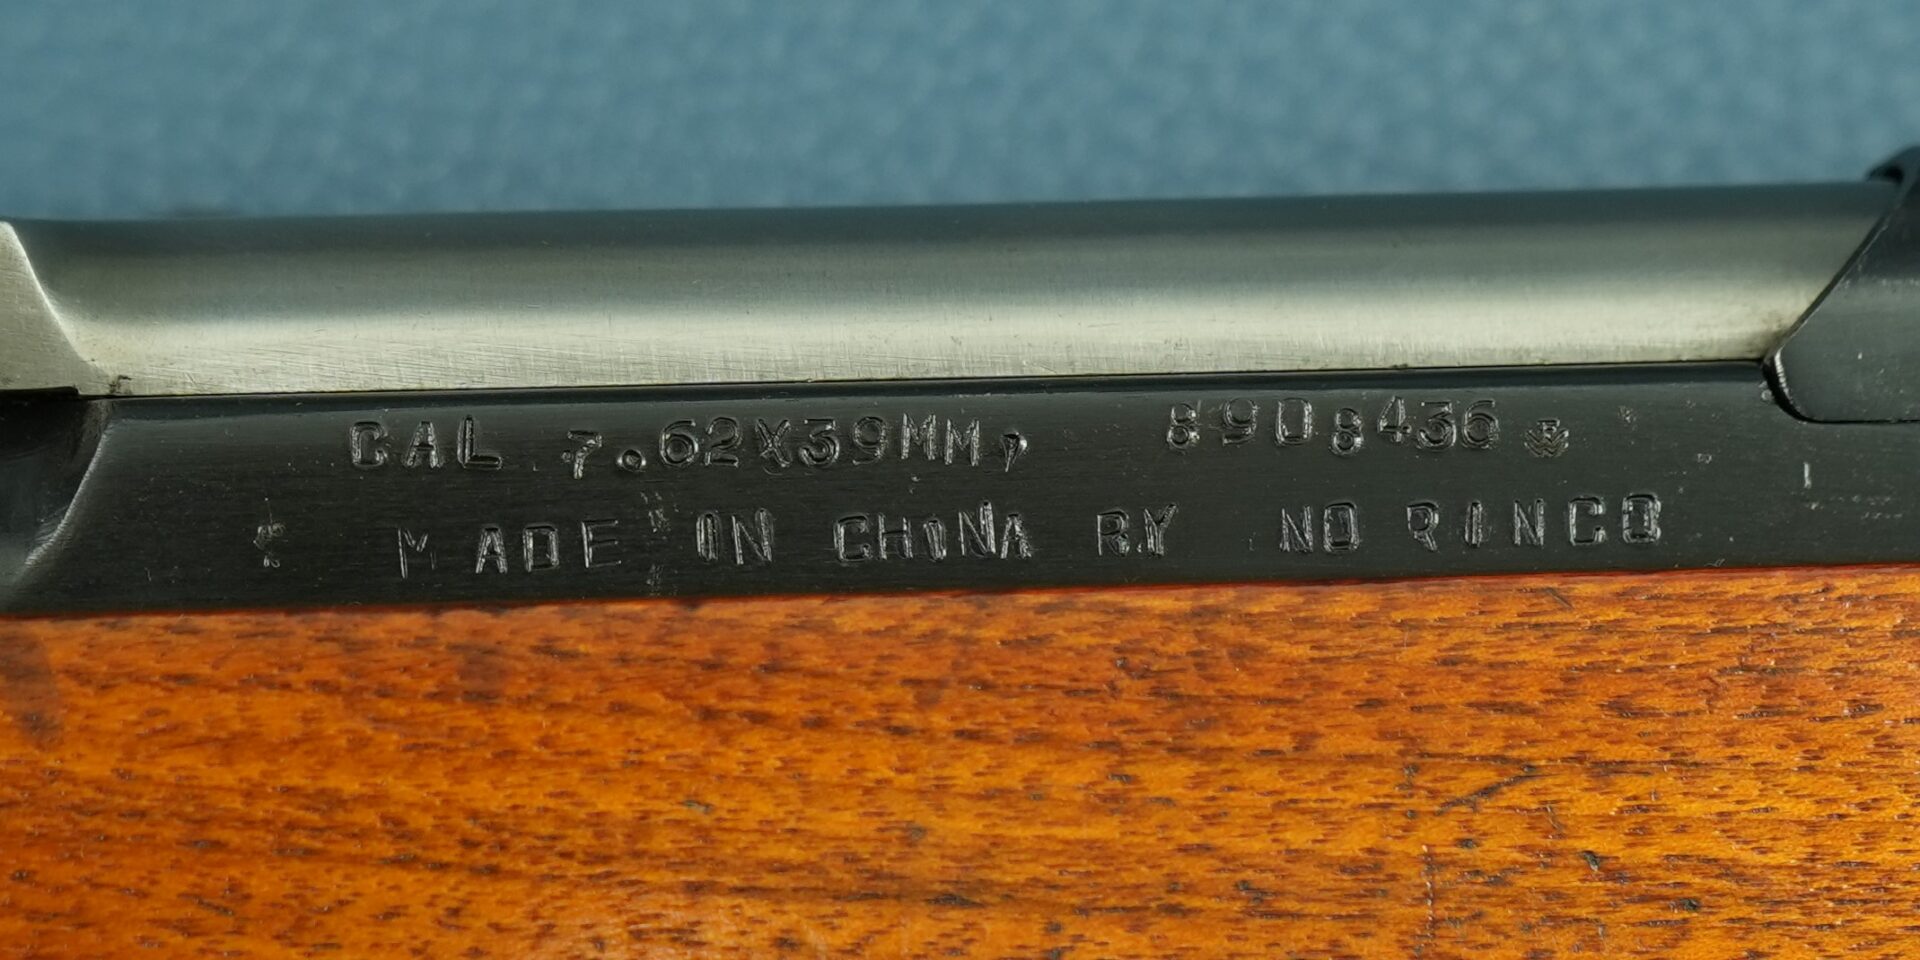 CAL 7.62X39MM, 8908436
MADE IN CHINA BY NORINCO